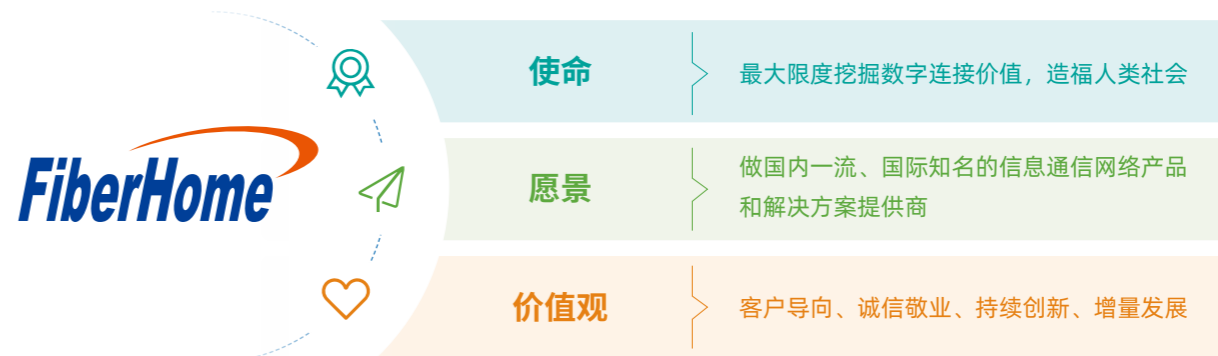 FiberHome
使命
最大限度挖掘数字连接价值，造福人类社会
愿景
做国内一流、国际知名的信息通信网络产品
和解决方案提供商
价值观
客户导向、诚信敬业、持续创新、增量发展